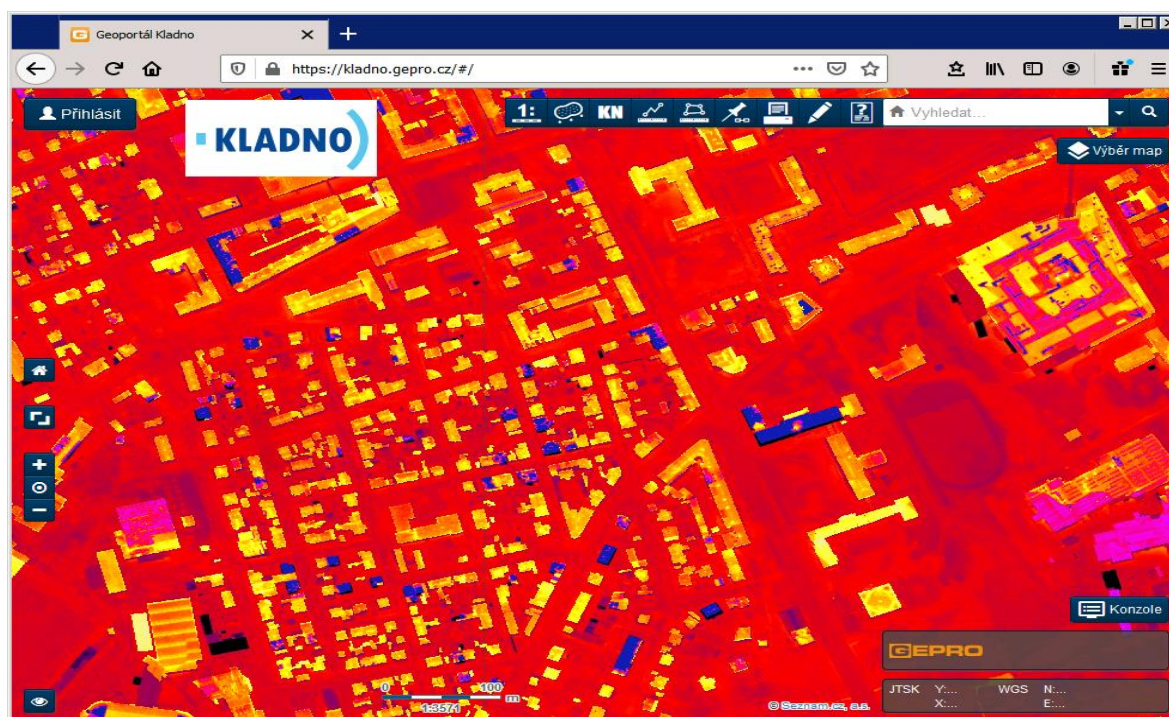 Geoportál Kladno
https://kladno.gepro.cz/#/
Přihlásit
KLADNO
1:
KN
Vyhledat...
Výběr map
Konzole
GEPRO
0 100 m
1:3571
© Seznam.cz, a.s.
JTSK Y:... WGS N:...
X:... E:...